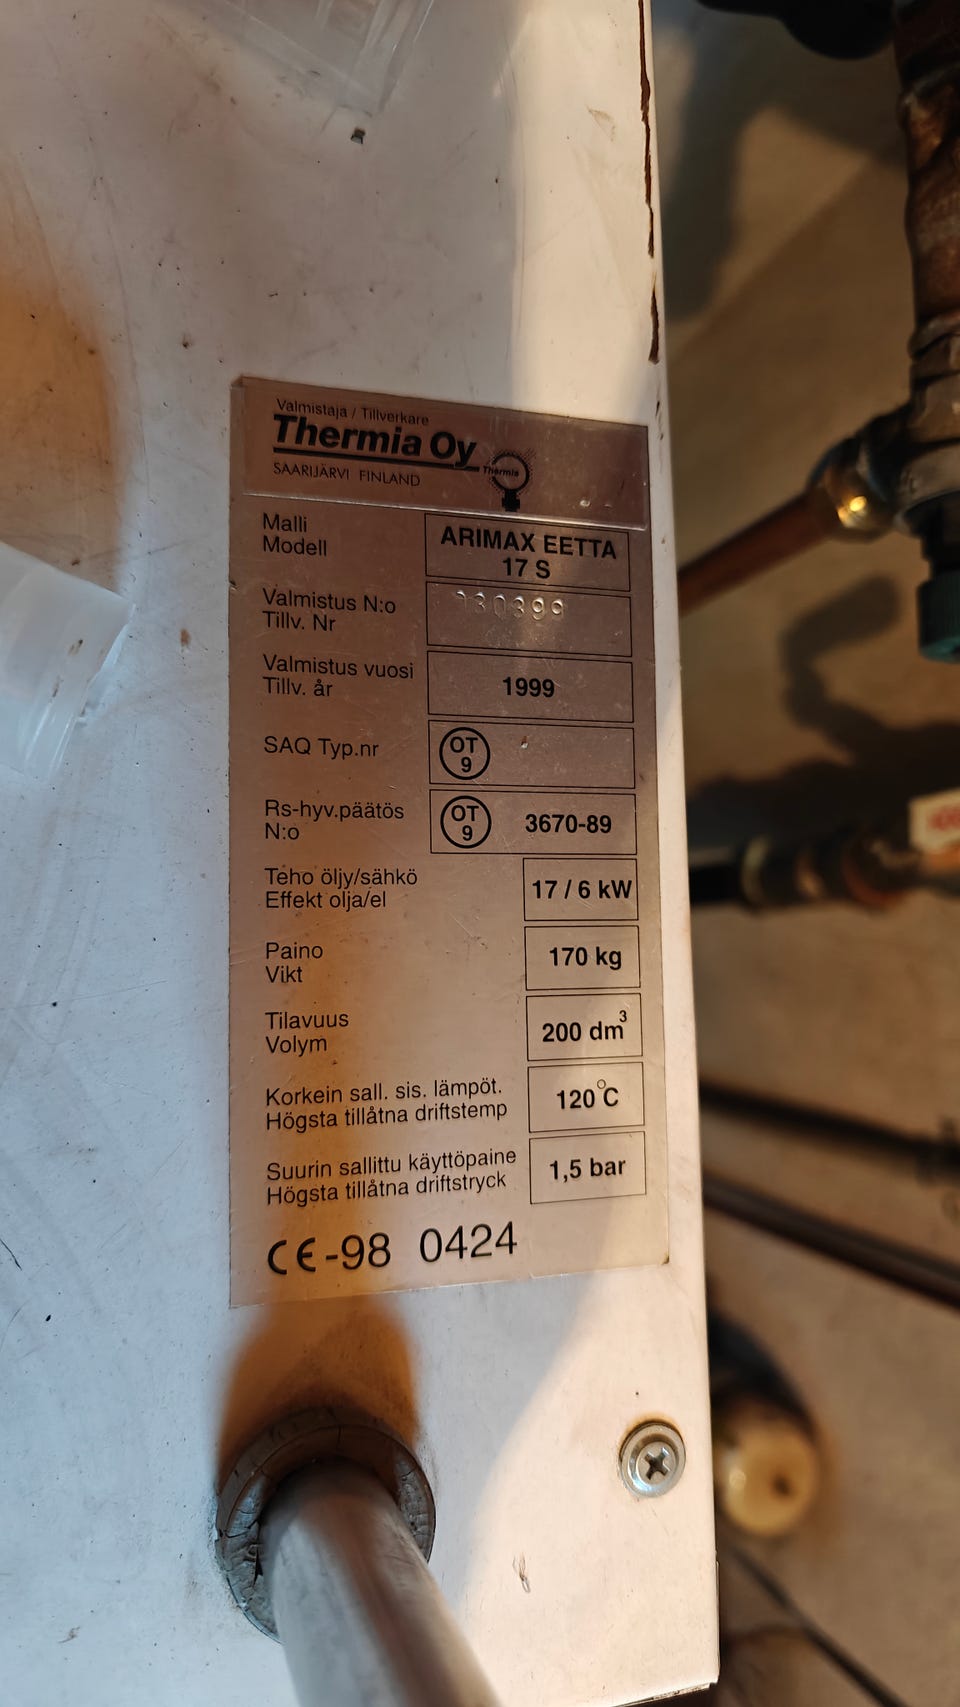 Valmistaja / Tillverkare
Thermia Oy
Thermia
SAARIJÄRVI FINLAND
Malli
Modell
ARIMAX EETTA
17 S
Valmistus N:o
Tillv. Nr
Valmistus vuosi
Tillv. år
1999
SAQ Typ.nr
OT
9
Rs-hyv.päätös
N:o
OT
9
3670-89
Teho öljy/sähkö
Effekt olja/el
17 / 6 kW
Paino
Vikt
170 kg
Tilavuus
Volym
200 dm³
Korkein sall. sis. lämpöt.
Högsta tillåtna driftstemp
120°C
Suurin sallittu käyttöpaine
Högsta tillåtna driftstryck
1,5 bar
CE-98 0424